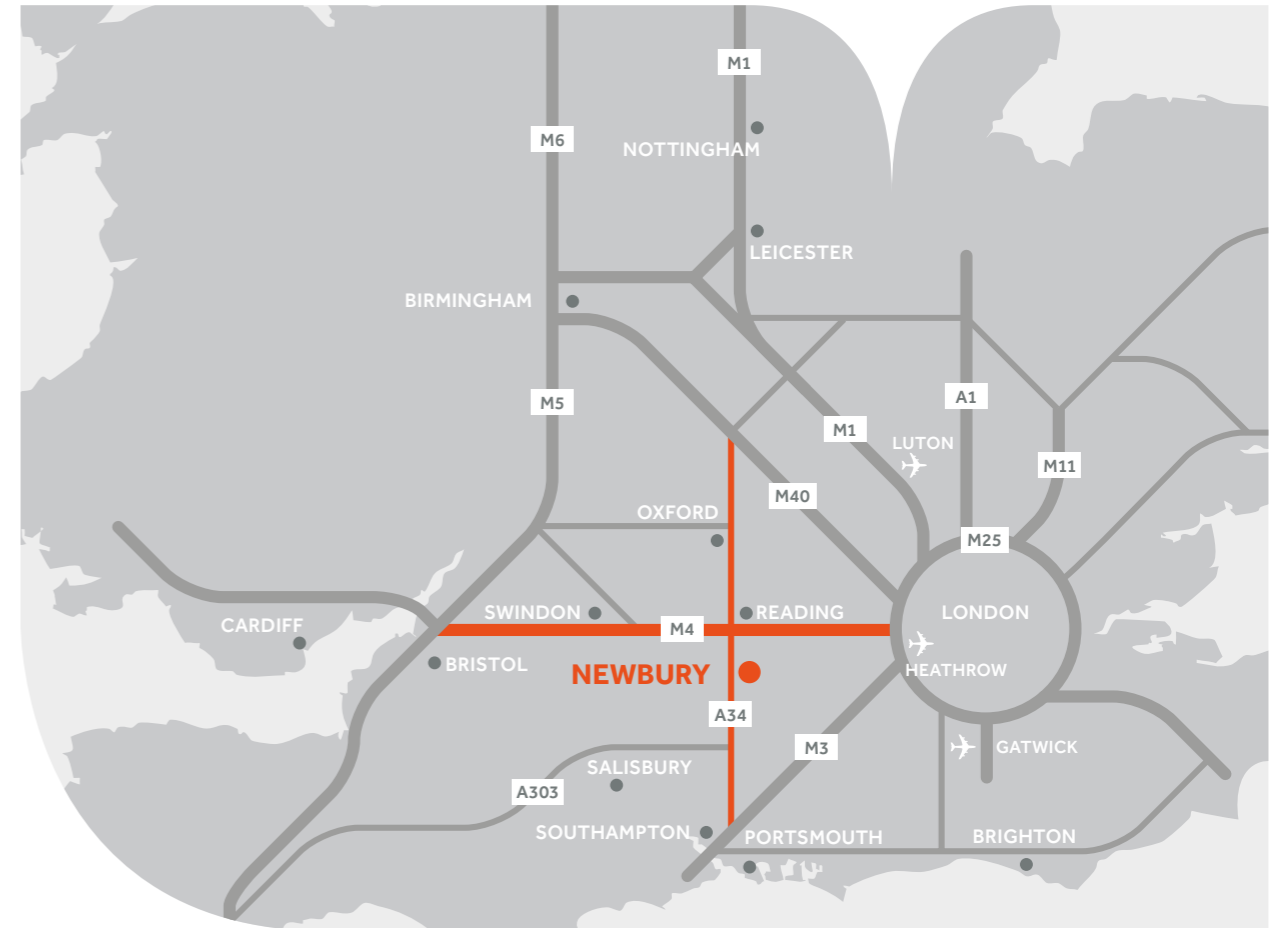 M1
M6
NOTTINGHAM
LEICESTER
BIRMINGHAM
A1
M5
M1
LUTON
M11
M40
OXFORD
M25
SWINDON
READING
LONDON
CARDIFF
M4
BRISTOL
HEATHROW
NEWBURY
A34
M3
GATWICK
SALISBURY
A303
SOUTHAMPTON
PORTSMOUTH
BRIGHTON